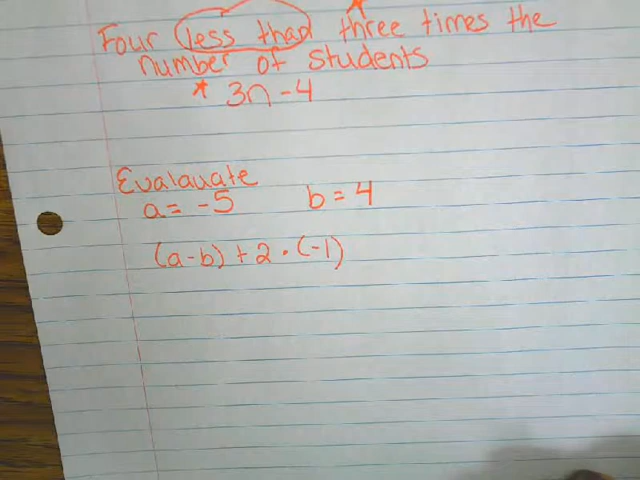 Four less than three times the
number of students
* 3n - 4
Evalauate
a = -5 b = 4
(a - b) + 2 · (-1)